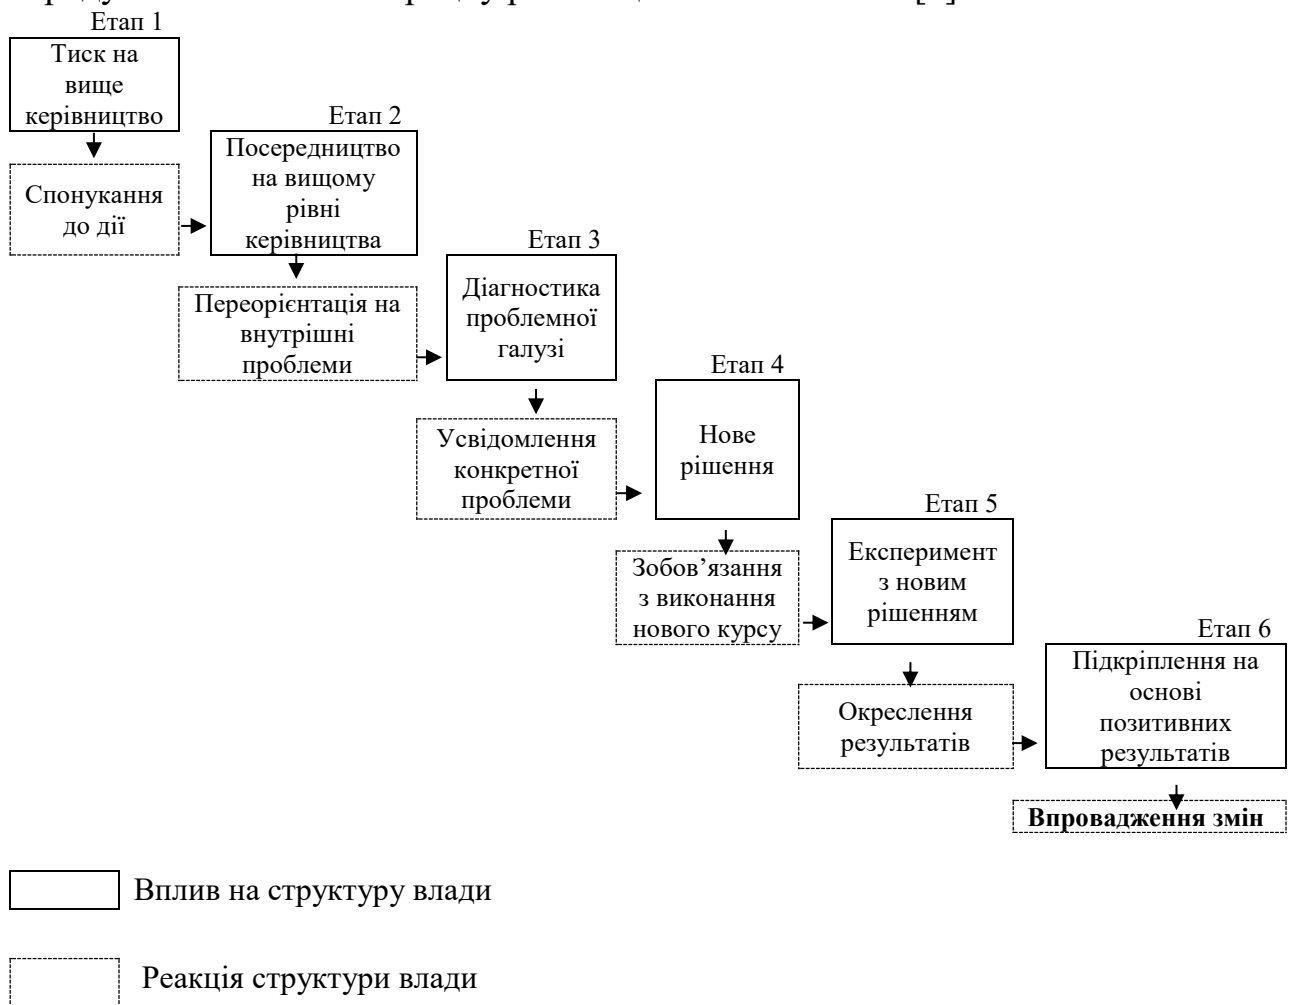 Етап 1
Тиск на
вище
керівництво
Спонукання
до дії
Етап 2
Посередництво
на вищому
рівні
керівництва
Переорієнтація на
внутрішні
проблеми
Етап 3
Діагностика
проблемної
галузі
Усвідомлення
конкретної
проблеми
Етап 4
Нове
рішення
Зобов’язання
з виконання
нового курсу
Етап 5
Експеримент
з новим
рішенням
Окреслення
результатів
Етап 6
Підкріплення на
основі
позитивних
результатів
Впровадження змін
Вплив на структуру влади
Реакція структури влади